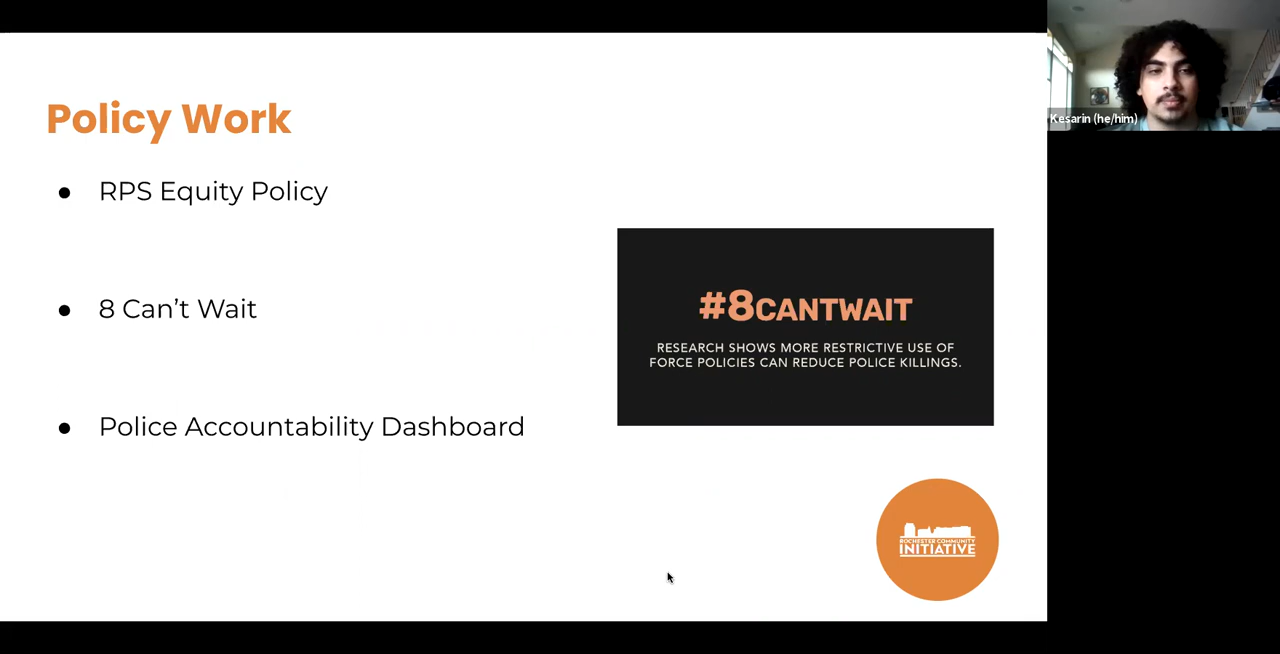 Policy Work
● RPS Equity Policy
● 8 Can’t Wait
● Police Accountability Dashboard
#8CANTWAIT
RESEARCH SHOWS MORE RESTRICTIVE USE OF
FORCE POLICIES CAN REDUCE POLICE KILLINGS.
ROCHESTER COMMUNITY
INITIATIVE
Kesarin (he/him)